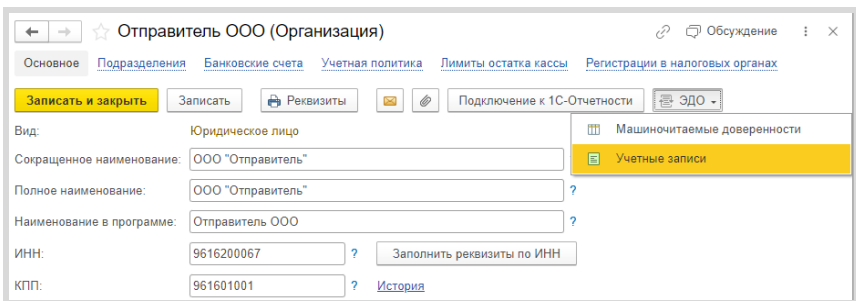 Отправитель ООО (Организация) Обсуждение
Основное Подразделения Банковские счета Учетная политика Лимиты остатка кассы Регистрации в налоговых органах
Записать и закрыть Записать Реквизиты Подключение к 1С-Отчетности ЭДО
Вид: Юридическое лицо Машиночитаемые доверенности
Сокращенное наименование: ООО "Отправитель" Учетные записи
Полное наименование: ООО "Отправитель" ?
Наименование в программе: Отправитель ООО ?
ИНН: 9616200067 ? Заполнить реквизиты по ИНН
КПП: 961601001 ? История